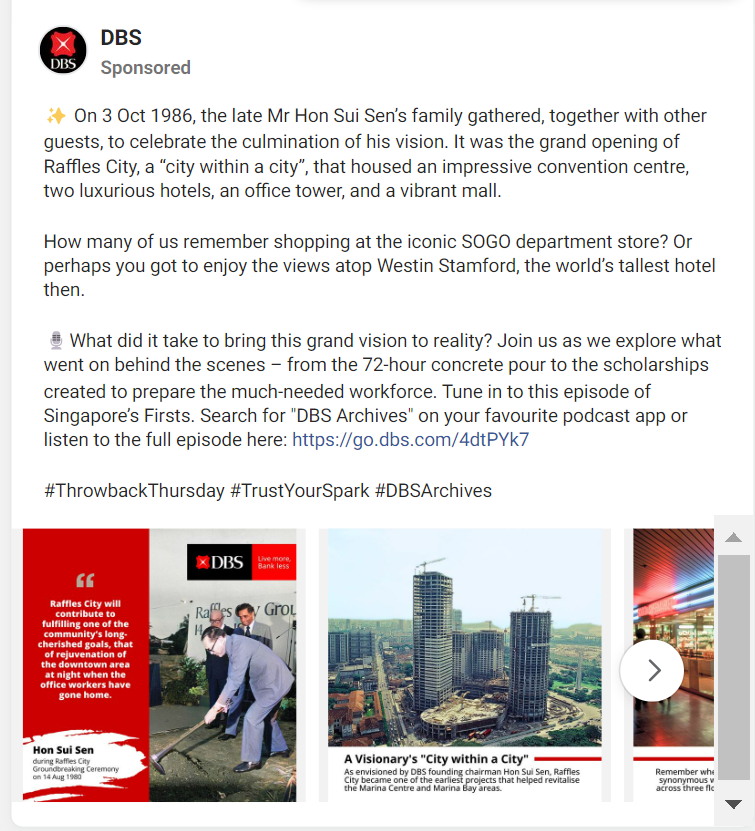 DBS
DBS
Sponsored
✨ On 3 Oct 1986, the late Mr Hon Sui Sen’s family gathered, together with other
guests, to celebrate the culmination of his vision. It was the grand opening of
Raffles City, a “city within a city”, that housed an impressive convention centre,
two luxurious hotels, an office tower, and a vibrant mall.
How many of us remember shopping at the iconic SOGO department store? Or
perhaps you got to enjoy the views atop Westin Stamford, the world’s tallest hotel
then.
🎙️ What did it take to bring this grand vision to reality? Join us as we explore what
went on behind the scenes – from the 72-hour concrete pour to the scholarships
created to prepare the much-needed workforce. Tune in to this episode of
Singapore’s Firsts. Search for "DBS Archives" on your favourite podcast app or
listen to the full episode here: https://go.dbs.com/4dtPYk7
#ThrowbackThursday #TrustYourSpark #DBSArchives
“
Raffles City will
contribute to
fulfilling one of the
community's long-
cherished goals, that
of rejuvenation of
the downtown area
at night when the
office workers have
gone home.
Hon Sui Sen
during Raffles City
Groundbreaking Ceremony
on 14 Aug 1980
DBS
Live more,
Bank less
Raffles
A Visionary's "City within a City"
As envisioned by DBS founding chairman Hon Sui Sen, Raffles
City became one of the earliest projects that helped revitalise
the Marina Centre and Marina Bay areas.
Remember
synonymous
across three